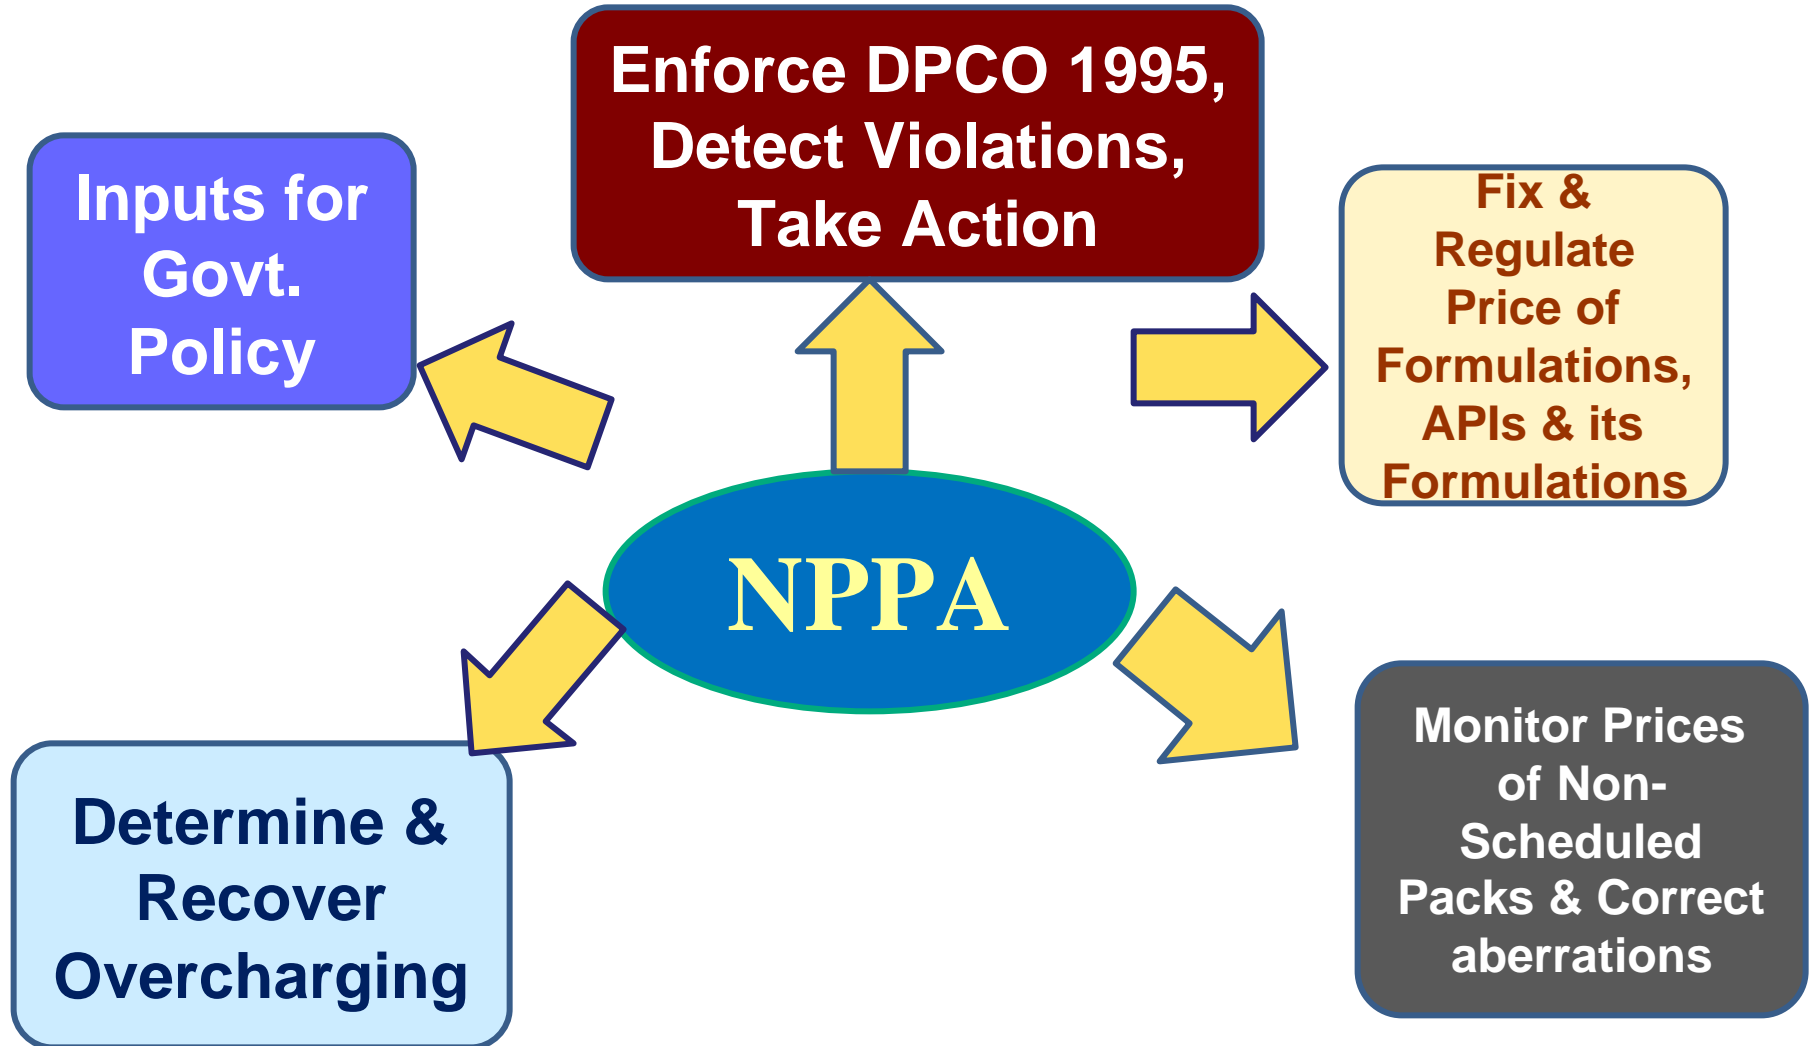 Enforce DPCO 1995,
Detect Violations,
Take Action
Inputs for
Govt.
Policy
Fix &
Regulate
Price of
Formulations,
APIs & its
Formulations
NPPA
Determine &
Recover
Overcharging
Monitor Prices
of Non-
Scheduled
Packs & Correct
aberrations